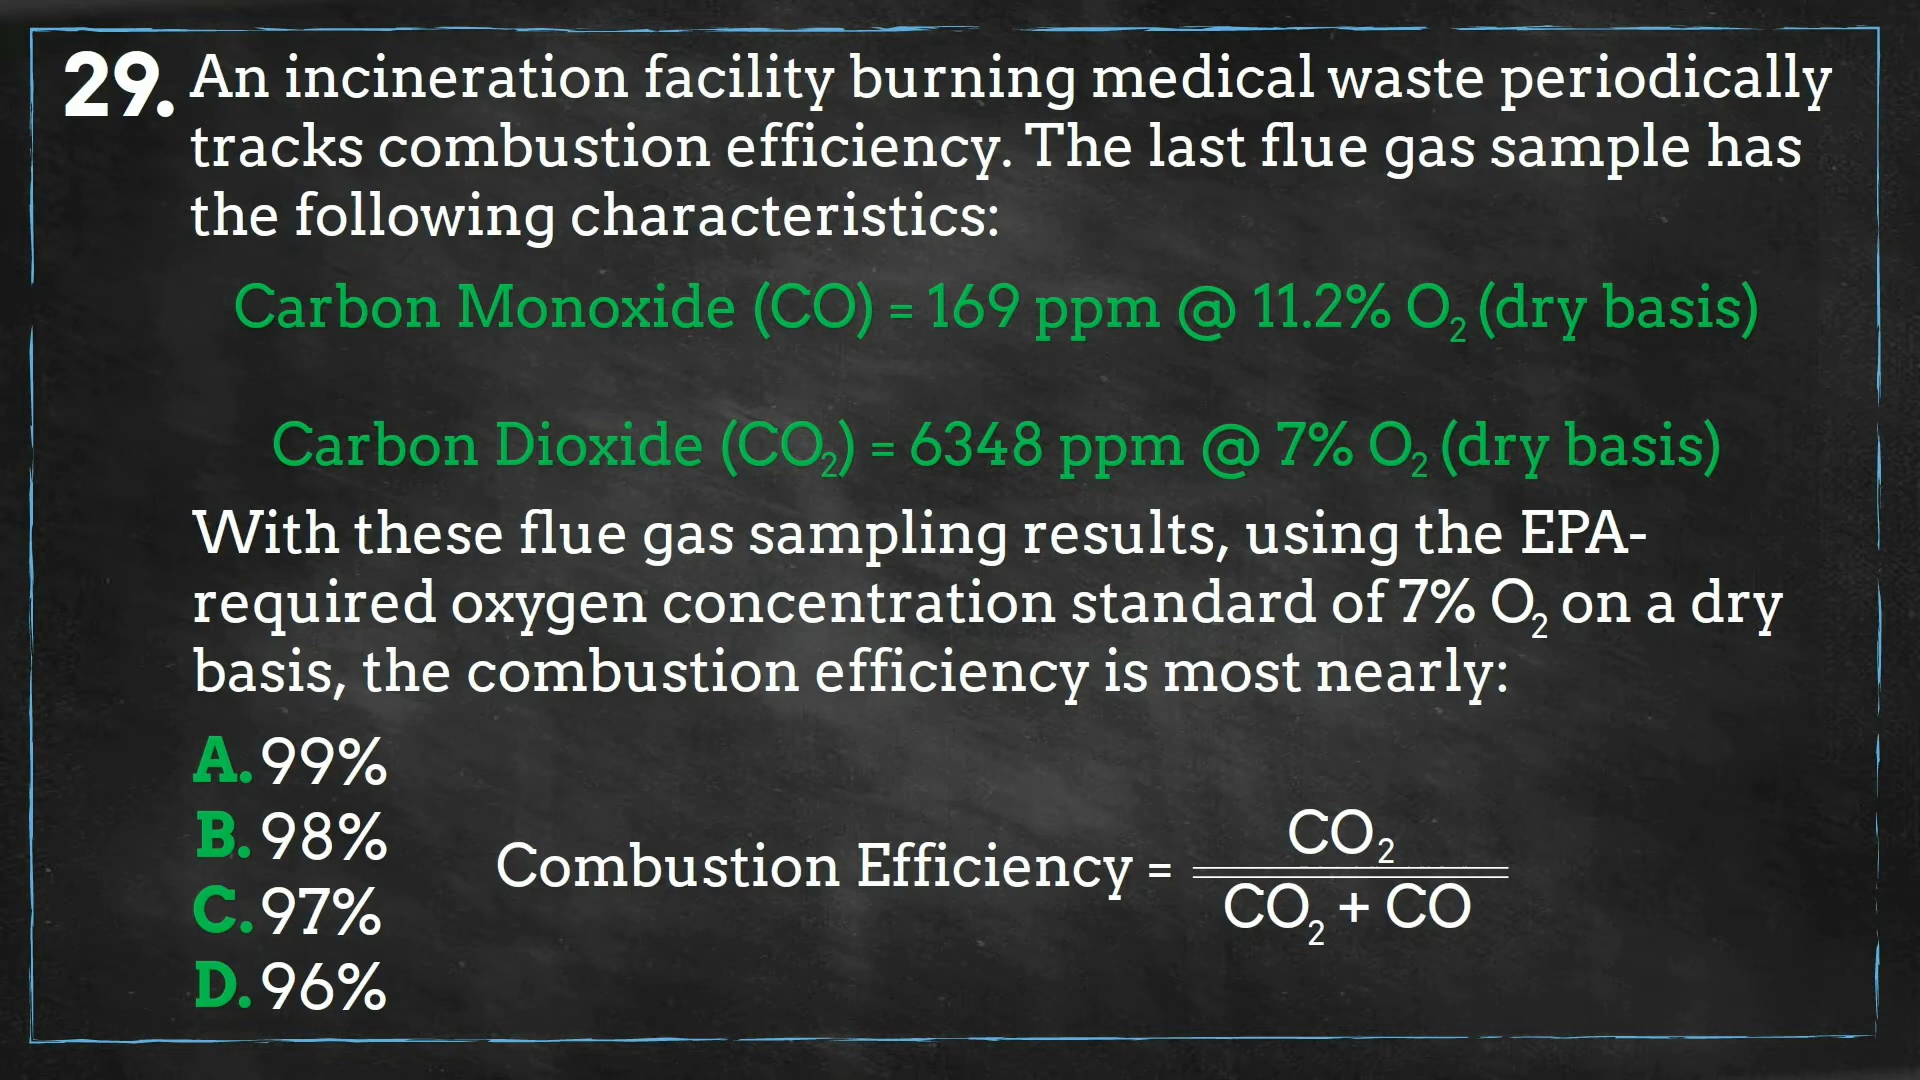 29. An incineration facility burning medical waste periodically
tracks combustion efficiency. The last flue gas sample has
the following characteristics:
Carbon Monoxide (CO) = 169 ppm @ 11.2% O₂ (dry basis)
Carbon Dioxide (CO₂) = 6348 ppm @ 7% O₂ (dry basis)
With these flue gas sampling results, using the EPA-
required oxygen concentration standard of 7% O₂ on a dry
basis, the combustion efficiency is most nearly:
A. 99%
B. 98%
C. 97%
D. 96%
Combustion Efficiency =
CO₂
CO₂ + CO